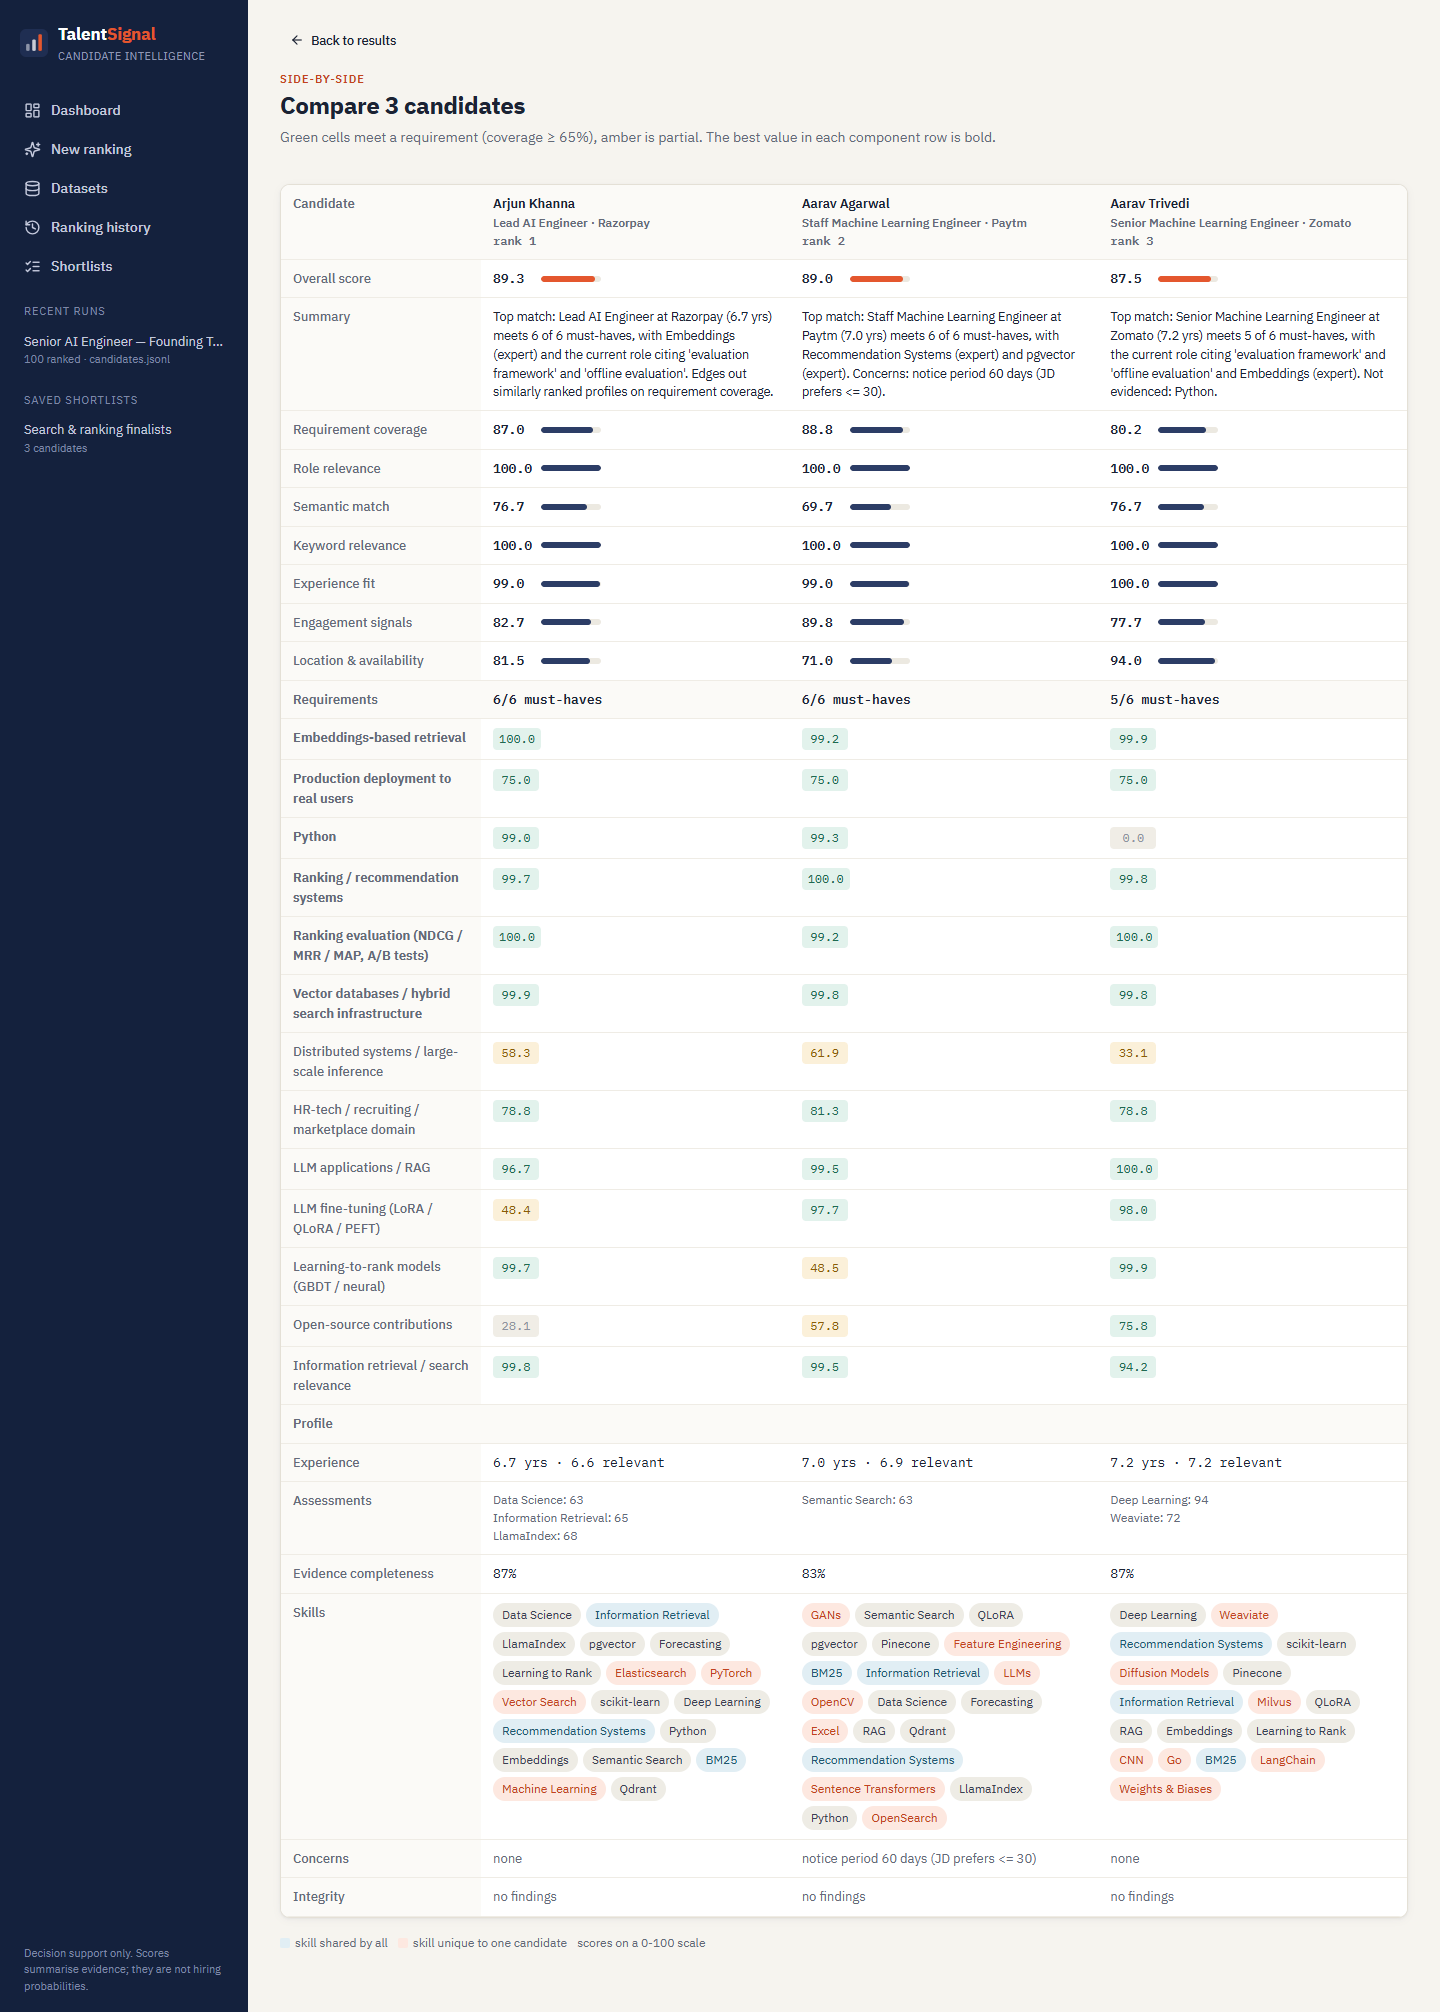 TalentSignal
CANDIDATE INTELLIGENCE
Dashboard
New ranking
Datasets
Ranking history
Shortlists
RECENT RUNS
Senior AI Engineer — Founding T...
100 ranked · candidates.jsonl
SAVED SHORTLISTS
Search & ranking finalists
3 candidates
Decision support only. Scores
summarise evidence; they are not hiring
probabilities.
Back to results
SIDE-BY-SIDE
Compare 3 candidates
Green cells meet a requirement (coverage ≥ 65%), amber is partial. The best value in each component row is bold.
Candidate
Arjun Khanna
Lead AI Engineer · Razorpay
rank 1
Aarav Agarwal
Staff Machine Learning Engineer · Paytm
rank 2
Aarav Trivedi
Senior Machine Learning Engineer · Zomato
rank 3
Overall score 89.3 89.0 87.5
Summary
Top match: Lead AI Engineer at Razorpay (6.7 yrs)
meets 6 of 6 must-haves, with Embeddings
(expert) and the current role citing 'evaluation
framework' and 'offline evaluation'. Edges out
similarly ranked profiles on requirement coverage.
Top match: Staff Machine Learning Engineer at
Paytm (7.0 yrs) meets 6 of 6 must-haves, with
Recommendation Systems (expert) and pgvector
(expert). Concerns: notice period 60 days (JD
prefers <= 30).
Top match: Senior Machine Learning Engineer at
Zomato (7.2 yrs) meets 5 of 6 must-haves, with
the current role citing 'evaluation framework' and
'offline evaluation' and Embeddings (expert). Not
evidenced: Python.
Requirement coverage 87.0 88.8 80.2
Role relevance 100.0 100.0 100.0
Semantic match 76.7 69.7 76.7
Keyword relevance 100.0 100.0 100.0
Experience fit 99.0 99.0 100.0
Engagement signals 82.7 89.8 77.7
Location & availability 81.5 71.0 94.0
Requirements 6/6 must-haves 6/6 must-haves 5/6 must-haves
Embeddings-based retrieval 100.0 99.2 99.9
Production deployment to
real users
75.0 75.0 75.0
Python 99.0 99.3 0.0
Ranking / recommendation
systems
99.7 100.0 99.8
Ranking evaluation (NDCG /
MRR / MAP, A/B tests)
100.0 99.2 100.0
Vector databases / hybrid
search infrastructure
99.9 99.8 99.8
Distributed systems / large-
scale inference
58.3 61.9 33.1
HR-tech / recruiting /
marketplace domain
78.8 81.3 78.8
LLM applications / RAG 96.7 99.5 100.0
LLM fine-tuning (LoRA /
QLoRA / PEFT)
48.4 97.7 98.0
Learning-to-rank models
(GBDT / neural)
99.7 48.5 99.9
Open-source contributions 28.1 57.8 75.8
Information retrieval / search
relevance
99.8 99.5 94.2
Profile
Experience 6.7 yrs · 6.6 relevant 7.0 yrs · 6.9 relevant 7.2 yrs · 7.2 relevant
Assessments
Data Science: 63
Information Retrieval: 65
LlamaIndex: 68
Semantic Search: 63
Deep Learning: 94
Weaviate: 72
Evidence completeness 87% 83% 87%
Skills
Data Science Information Retrieval
LlamaIndex pgvector Forecasting
Learning to Rank Elasticsearch PyTorch
Vector Search scikit-learn Deep Learning
Recommendation Systems Python
Embeddings Semantic Search BM25
Machine Learning Qdrant
GANs Semantic Search QLoRA
pgvector Pinecone Feature Engineering
BM25 Information Retrieval LLMs
OpenCV Data Science Forecasting
Excel RAG Qdrant
Recommendation Systems
Sentence Transformers LlamaIndex
Python OpenSearch
Deep Learning Weaviate
Recommendation Systems scikit-learn
Diffusion Models Pinecone
Information Retrieval Milvus QLoRA
RAG Embeddings Learning to Rank
CNN Go BM25 LangChain
Weights & Biases
Concerns none notice period 60 days (JD prefers <= 30) none
Integrity no findings no findings no findings
skill shared by all skill unique to one candidate scores on a 0-100 scale